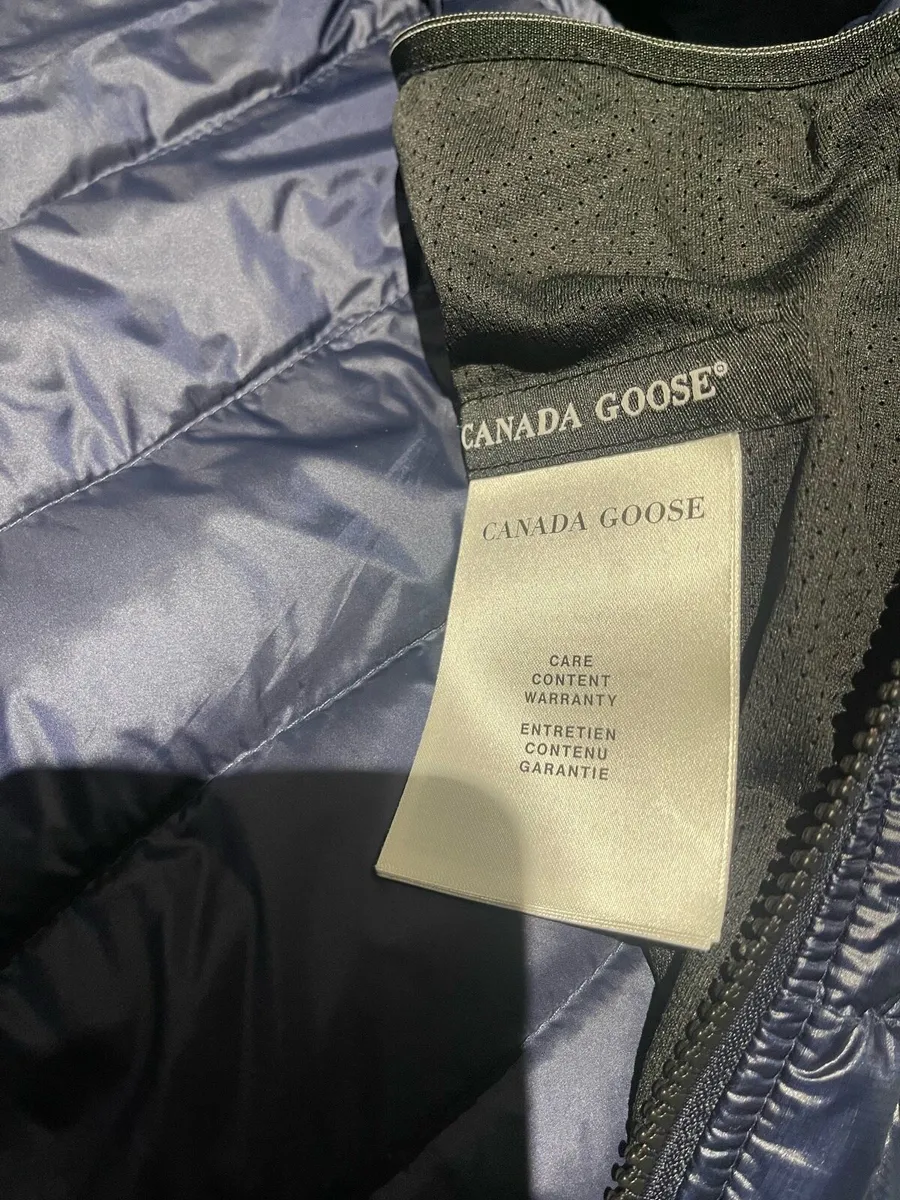 CANADA GOOSE®
CANADA GOOSE
CARE
CONTENT
WARRANTY
ENTRETIEN
CONTENU
GARANTIE